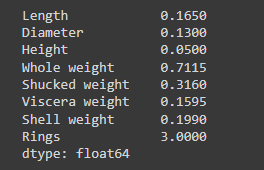 Length 0.1650
Diameter 0.1300
Height 0.0500
Whole weight 0.7115
Shucked weight 0.3160
Viscera weight 0.1595
Shell weight 0.1990
Rings 3.0000
dtype: float64